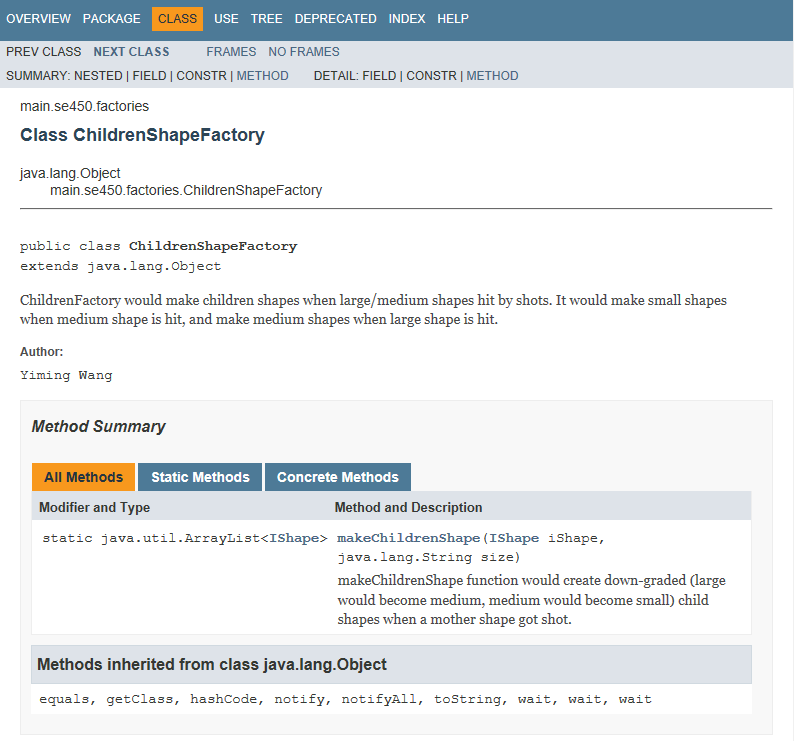 OVERVIEW PACKAGE CLASS USE TREE DEPRECATED INDEX HELP
PREV CLASS NEXT CLASS FRAMES NO FRAMES
SUMMARY: NESTED | FIELD | CONSTR | METHOD DETAIL: FIELD | CONSTR | METHOD
main.se450.factories
Class ChildrenShapeFactory
java.lang.Object
main.se450.factories.ChildrenShapeFactory
public class ChildrenShapeFactory
extends java.lang.Object
ChildrenFactory would make children shapes when large/medium shapes hit by shots. It would make small shapes
when medium shape is hit, and make medium shapes when large shape is hit.
Author:
Yiming Wang
Method Summary
All Methods Static Methods Concrete Methods
Modifier and Type Method and Description
static java.util.ArrayList<IShape> makeChildrenShape(IShape iShape,
java.lang.String size)
makeChildrenShape function would create down-graded (large
would become medium, medium would become small) child
shapes when a mother shape got shot.
Methods inherited from class java.lang.Object
equals, getClass, hashCode, notify, notifyAll, toString, wait, wait, wait